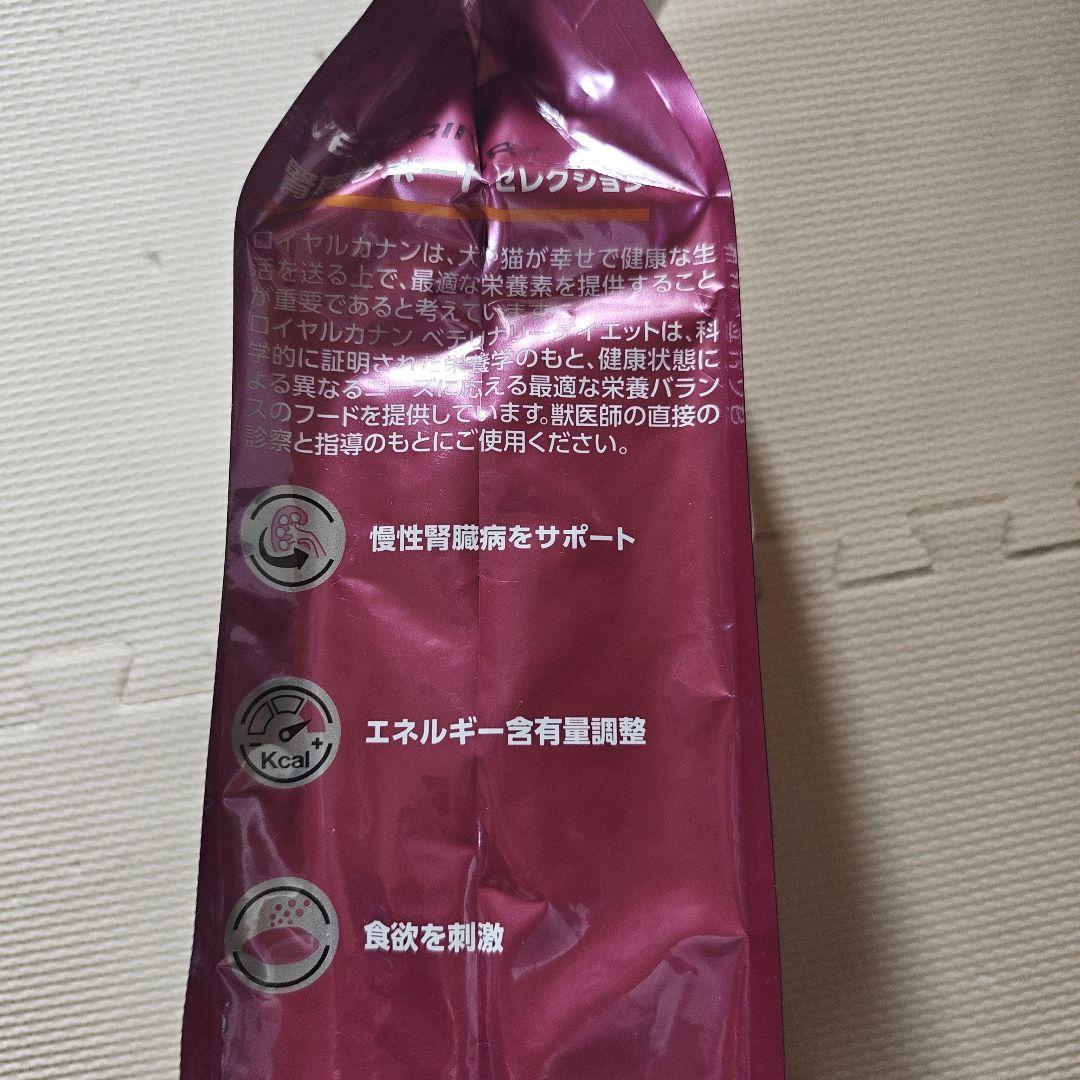 腎臓サポート セレクション
ロイヤルカナンは、犬や猫が幸せで健康な生
活を送る上で、最適な栄養素を提供すること
が重要であると考えています。
ロイヤルカナン ベテリナリー ダイエットは、科
学的に証明された栄養学のもと、健康状態に
よる異なるニーズに応える最適な栄養バラン
スのフードを提供しています。獣医師の直接の
診察と指導のもとにご使用ください。
慢性腎臓病をサポート
- +
Kcal
エネルギー含有量調整
食欲を刺激